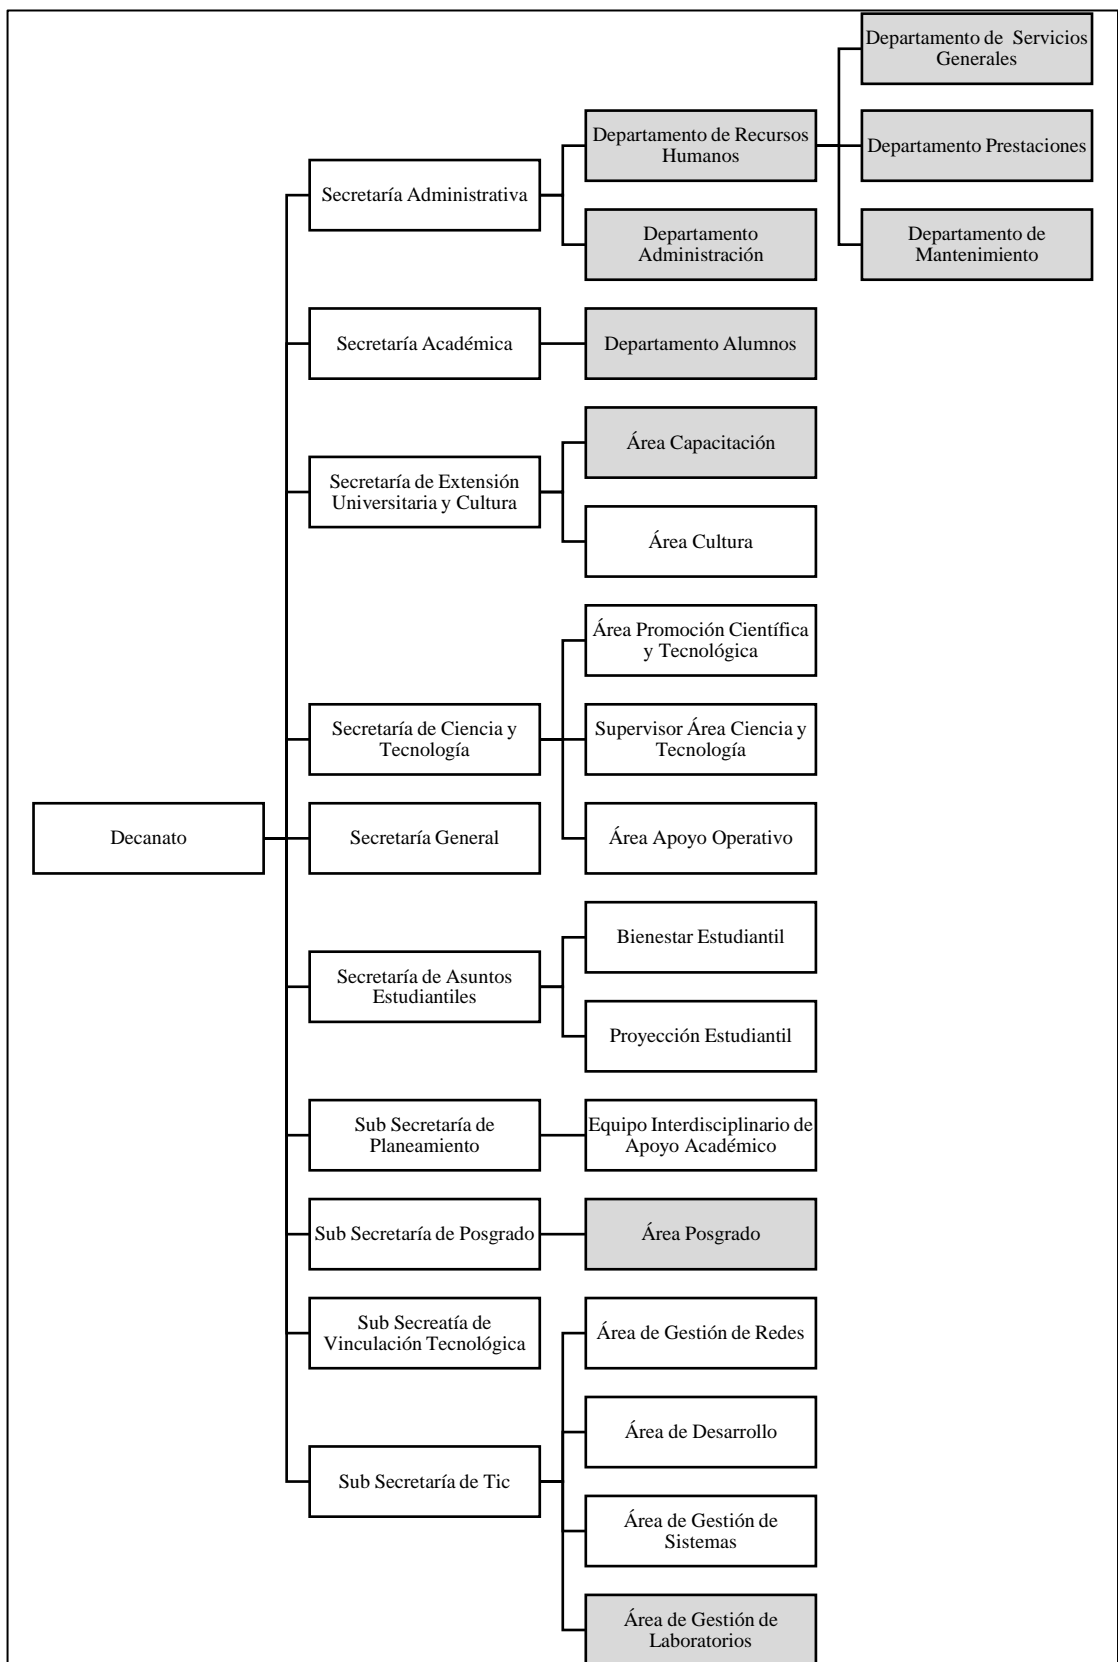 Departamento de Servicios
Generales
Departamento de Recursos
Humanos
Departamento Prestaciones
Secretaría Administrativa
Departamento
Administración
Departamento de
Mantenimiento
Secretaría Académica
Departamento Alumnos
Área Capacitación
Secretaría de Extensión
Universitaria y Cultura
Área Cultura
Área Promoción Científica
y Tecnológica
Secretaría de Ciencia y
Tecnología
Supervisor Área Ciencia y
Tecnología
Decanato
Secretaría General
Área Apoyo Operativo
Bienestar Estudiantil
Secretaría de Asuntos
Estudiantiles
Proyección Estudiantil
Sub Secretaría de
Planeamiento
Equipo Interdisciplinario de
Apoyo Académico
Sub Secretaría de Posgrado
Área Posgrado
Sub Secreatía de
Vinculación Tecnológica
Área de Gestión de Redes
Área de Desarrollo
Sub Secretaría de Tic
Área de Gestión de
Sistemas
Área de Gestión de
Laboratorios